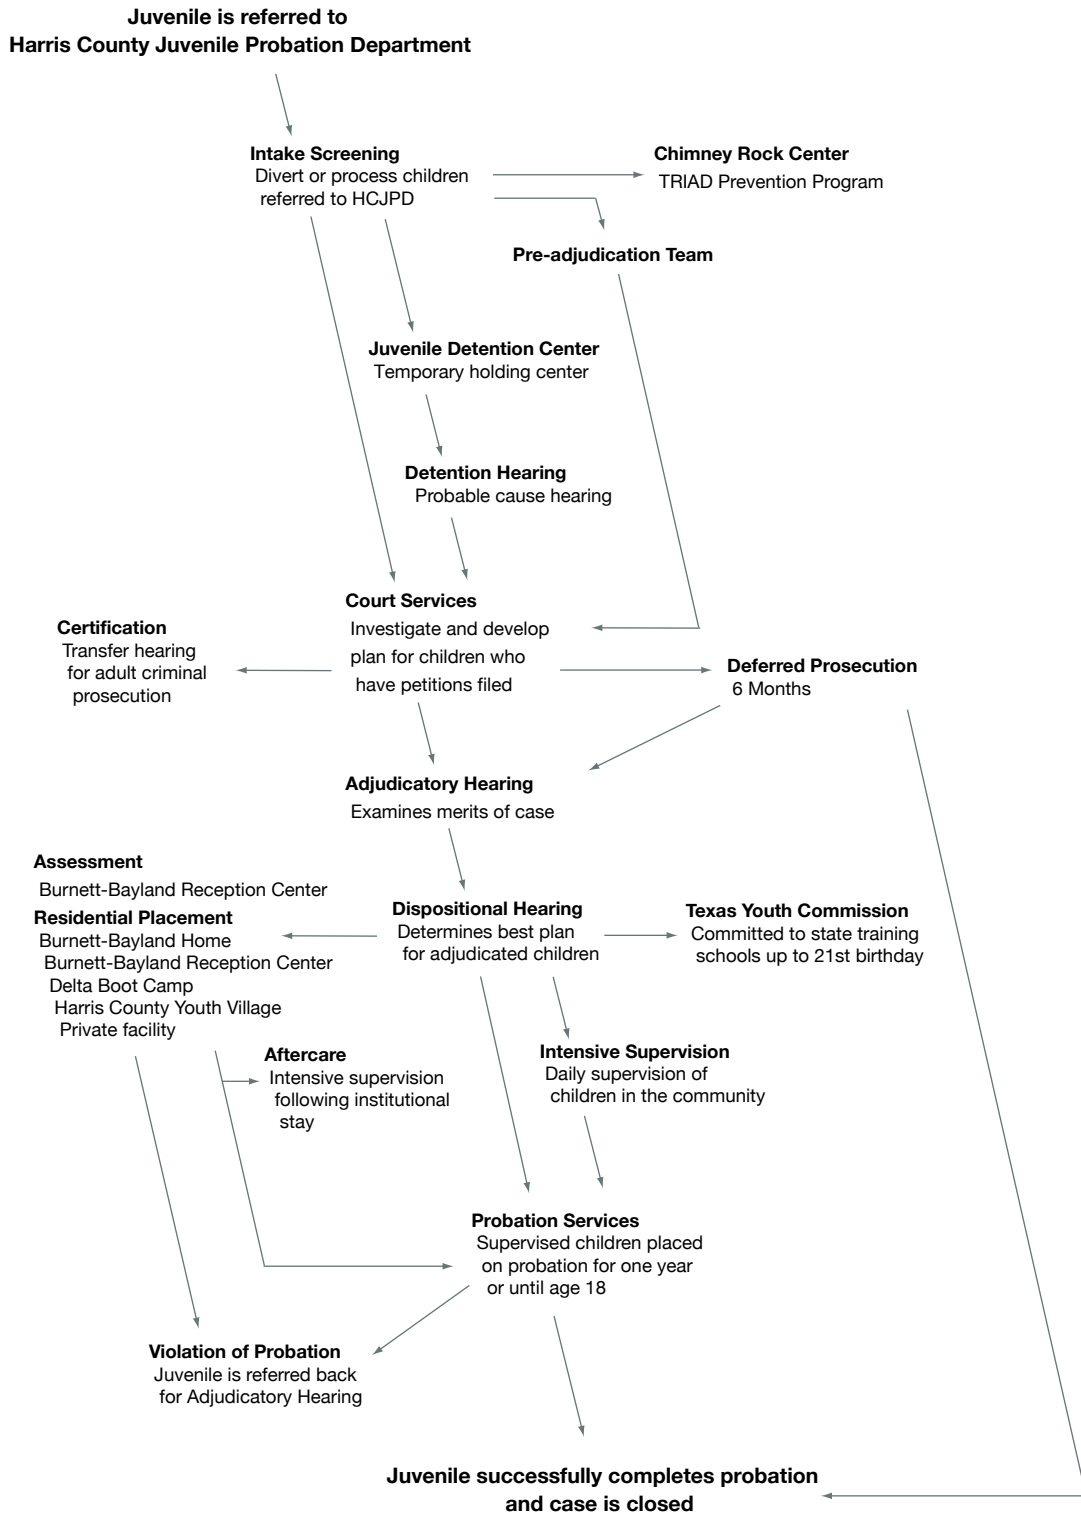 Juvenile is referred to
Harris County Juvenile Probation Department
Intake Screening
Divert or process children
referred to HCJPD
Chimney Rock Center
TRIAD Prevention Program
Pre-adjudication Team
Juvenile Detention Center
Temporary holding center
Detention Hearing
Probable cause hearing
Court Services
Investigate and develop
plan for children who
have petitions filed
Certification
Transfer hearing
for adult criminal
prosecution
Deferred Prosecution
6 Months
Adjudicatory Hearing
Examines merits of case
Assessment
Burnett-Bayland Reception Center
Residential Placement
Burnett-Bayland Home
Burnett-Bayland Reception Center
Delta Boot Camp
Harris County Youth Village
Private facility
Dispositional Hearing
Determines best plan
for adjudicated children
Texas Youth Commission
Committed to state training
schools up to 21st birthday
Aftercare
Intensive supervision
following institutional
stay
Intensive Supervision
Daily supervision of
children in the community
Probation Services
Supervised children placed
on probation for one year
or until age 18
Violation of Probation
Juvenile is referred back
for Adjudicatory Hearing
Juvenile successfully completes probation
and case is closed